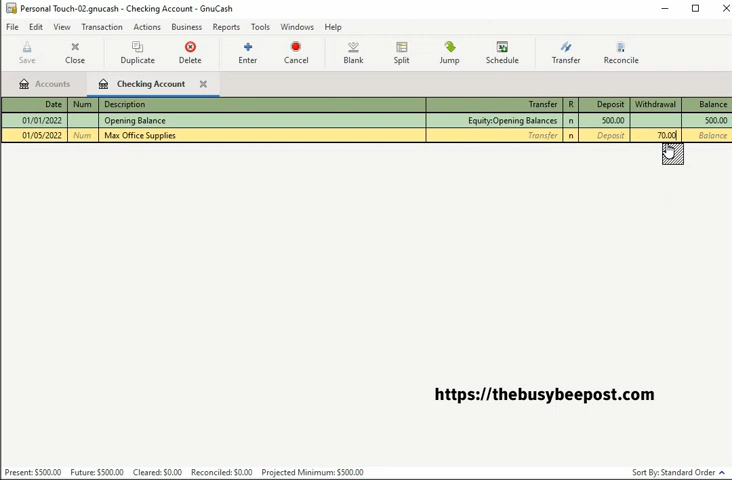 Personal Touch-02.gnucash - Checking Account - GnuCash
File Edit View Transaction Actions Business Reports Tools Windows Help
Save Close Duplicate Delete Enter Cancel Blank Split Jump Schedule Transfer Reconcile
Accounts Checking Account
Date Num Description Transfer R Deposit Withdrawal Balance
01/01/2022 Opening Balance Equity:Opening Balances n 500.00 500.00
01/05/2022 Num Max Office Supplies Transfer n Deposit 70.00 Balance
https://thebusybeepost.com
Present: $500.00 Future: $500.00 Cleared: $0.00 Reconciled: $0.00 Projected Minimum: $500.00 Sort By: Standard Order